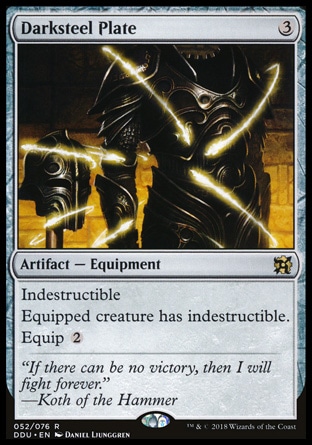 Darksteel Plate 3
Artifact — Equipment
Indestructible
Equipped creature has indestructible.
Equip 2
"If there can be no victory, then I will
fight forever."
—Koth of the Hammer
052/076 R
DDU • EN Daniel Ljunggren
™ & © 2018 Wizards of the Coast